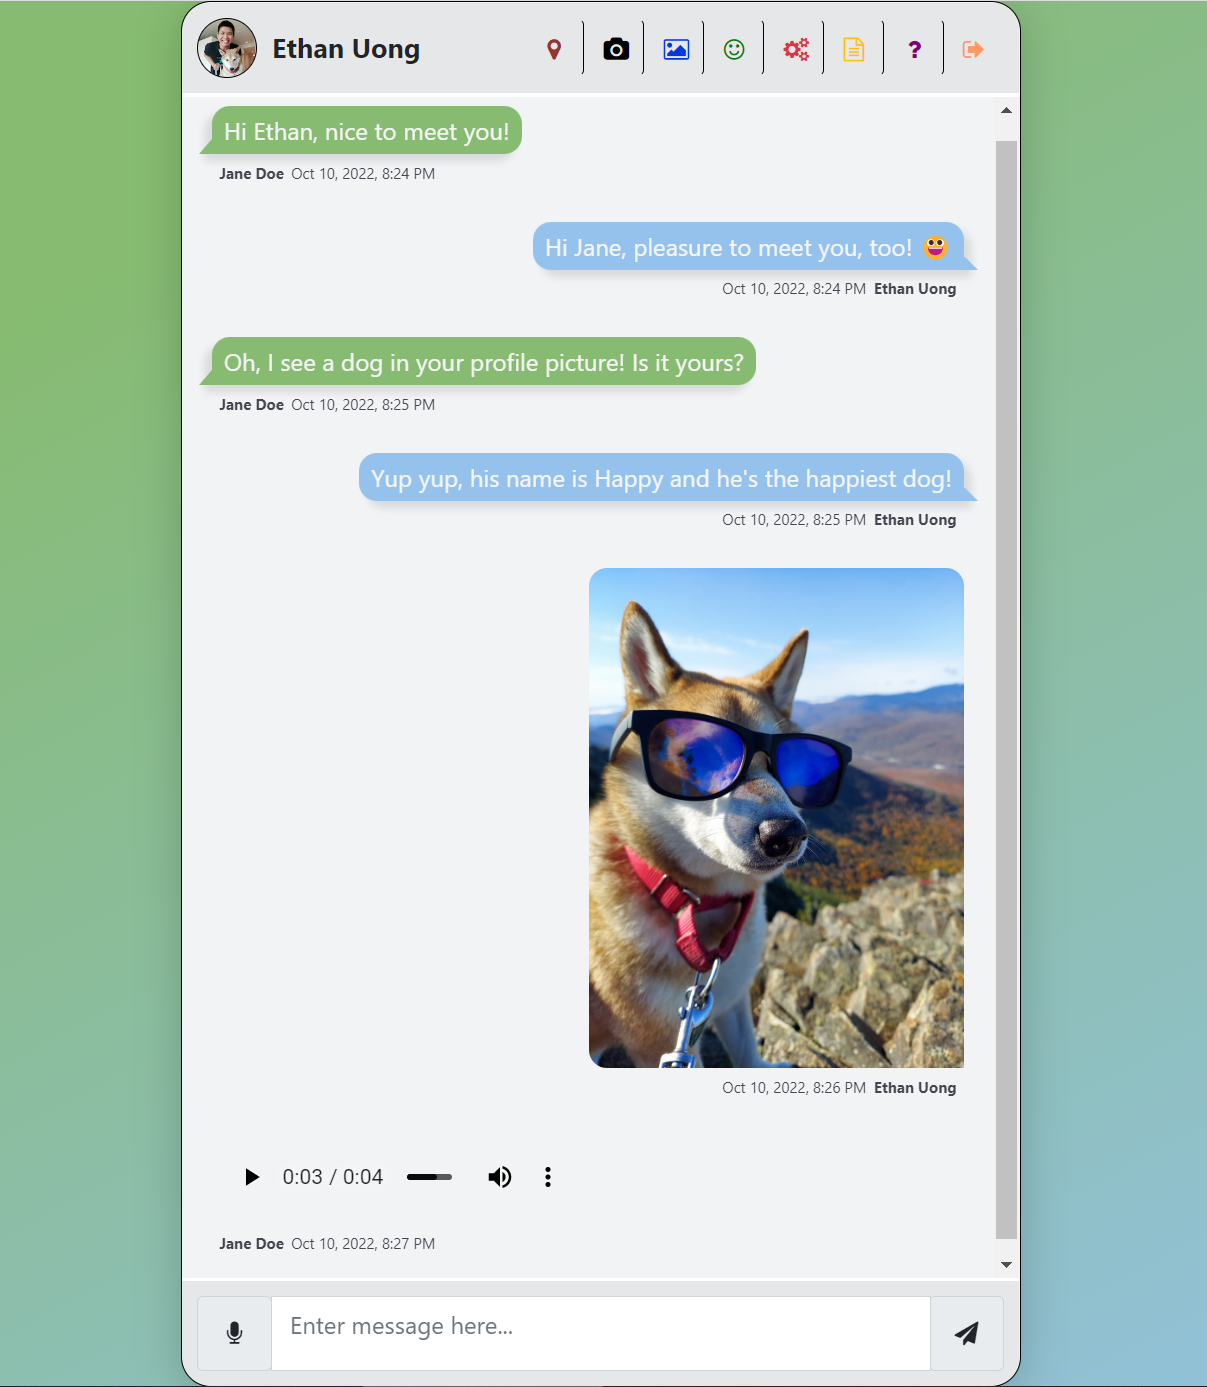 Ethan Uong
?
Hi Ethan, nice to meet you!
Jane Doe Oct 10, 2022, 8:24 PM
Hi Jane, pleasure to meet you, too! 😀
Oct 10, 2022, 8:24 PM Ethan Uong
Oh, I see a dog in your profile picture! Is it yours?
Jane Doe Oct 10, 2022, 8:25 PM
Yup yup, his name is Happy and he's the happiest dog!
Oct 10, 2022, 8:25 PM Ethan Uong
Oct 10, 2022, 8:26 PM Ethan Uong
0:03 / 0:04
Jane Doe Oct 10, 2022, 8:27 PM
Enter message here...